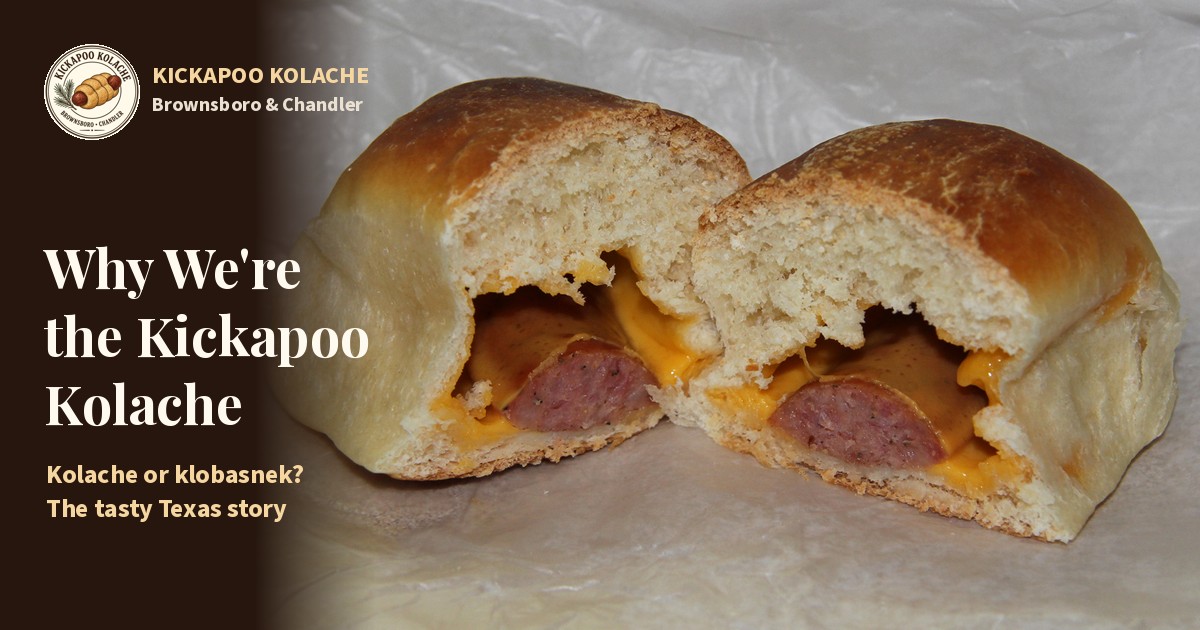 KICKAPOO KOLACHE
BROWNSBORO • CHANDLER
KICKAPOO KOLACHE
Brownsboro & Chandler
Why We're
the Kickapoo
Kolache
Kolache or klobasnek?
The tasty Texas story